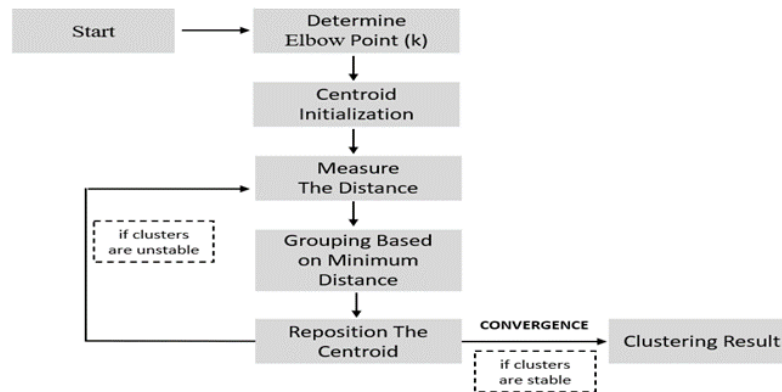 Start
Determine
Elbow Point (k)
Centroid
Initialization
Measure
The Distance
if clusters
are unstable
Grouping Based
on Minimum
Distance
Reposition The
Centroid
CONVERGENCE
if clusters
are stable
Clustering Result